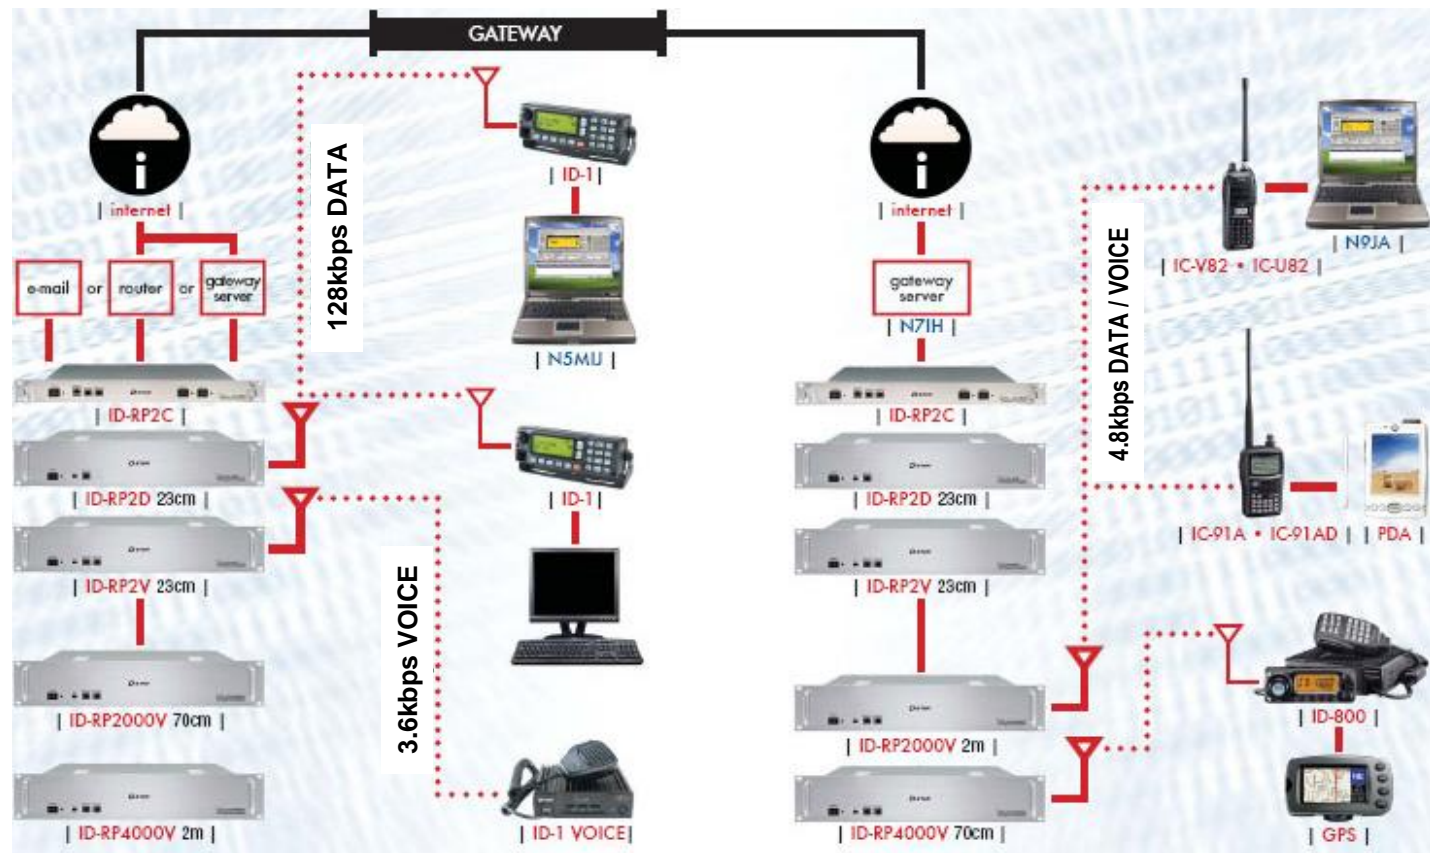 GATEWAY
internet
e-mail or router or gateway server
ID-RP2C
ID-RP2D 23cm
ID-RP2V 23cm
ID-RP2000V 70cm
ID-RP4000V 2m
128kbps DATA
ID-1
N5MIJ
ID-1
3.6kbps VOICE
ID-1 VOICE
internet
gateway
server
N7IH
ID-RP2C
ID-RP2D 23cm
ID-RP2V 23cm
ID-RP2000V 2m
ID-RP4000V 70cm
4.8kbps DATA / VOICE
N9JA
IC-V82 • IC-U82
IC-91A • IC-91AD
PDA
ID-800
GPS